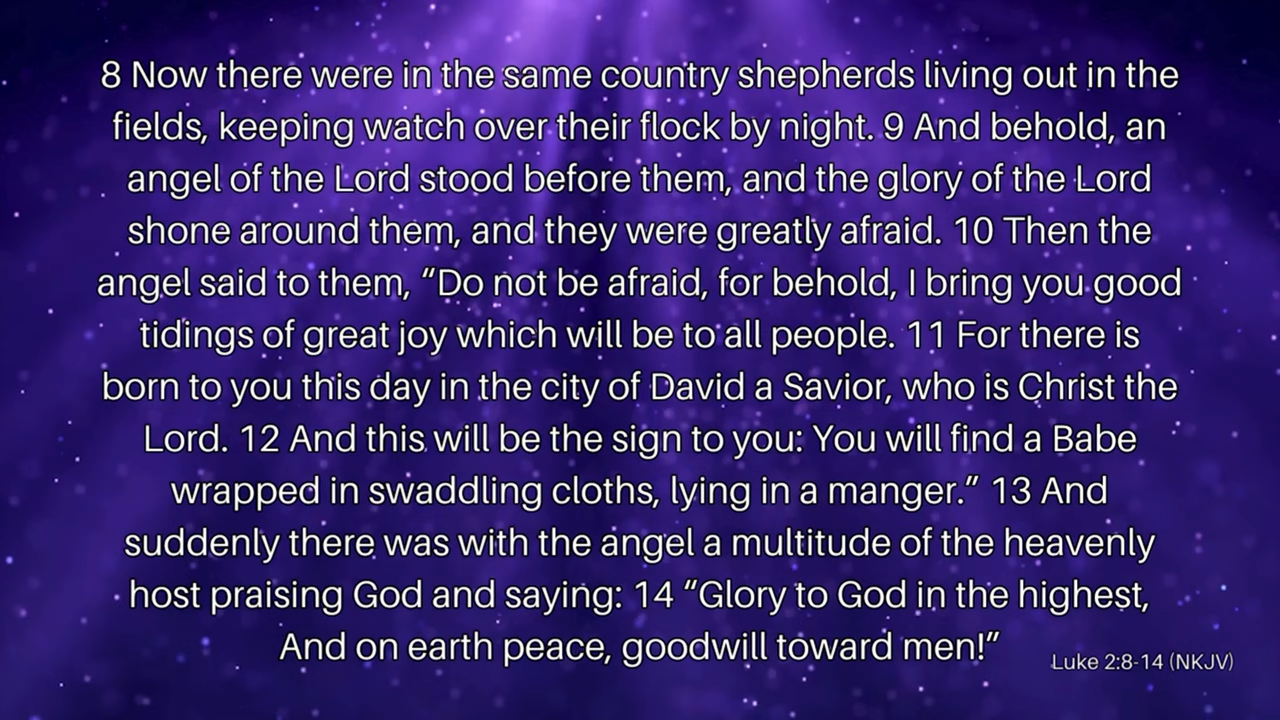 8 Now there were in the same country shepherds living out in the
fields, keeping watch over their flock by night. 9 And behold, an
angel of the Lord stood before them, and the glory of the Lord
shone around them, and they were greatly afraid. 10 Then the
angel said to them, “Do not be afraid, for behold, I bring you good
tidings of great joy which will be to all people. 11 For there is
born to you this day in the city of David a Savior, who is Christ the
Lord. 12 And this will be the sign to you: You will find a Babe
wrapped in swaddling cloths, lying in a manger.” 13 And
suddenly there was with the angel a multitude of the heavenly
host praising God and saying: 14 “Glory to God in the highest,
And on earth peace, goodwill toward men!”
Luke 2:8-14 (NKJV)